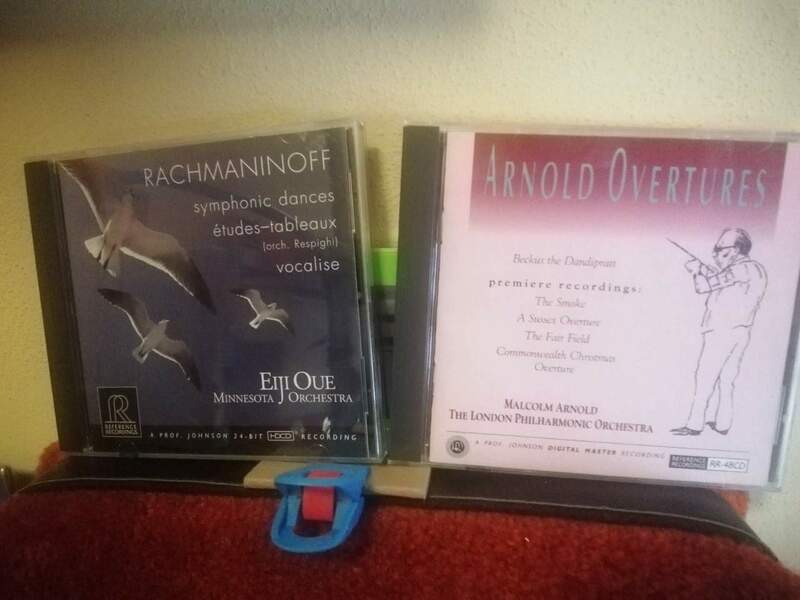 RACHMANINOFF
symphonic dances
études-tableaux
(orch. Respighi)
vocalise
EIJI OUE
MINNESOTA ORCHESTRA
R
REFERENCE
RECORDINGS
A PROF. JOHNSON 24-BIT HDCD RECORDING
ARNOLD OVERTURES
Beckus the Dandipratt
premiere recordings:
The Smoke
A Sussex Overture
The Fair Field
Commonwealth Christmas
Overture
MALCOLM ARNOLD
THE LONDON PHILHARMONIC ORCHESTRA
A PROF. JOHNSON DIGITAL MASTER RECORDING
REFERENCE
RECORDINGS
RR-48CD